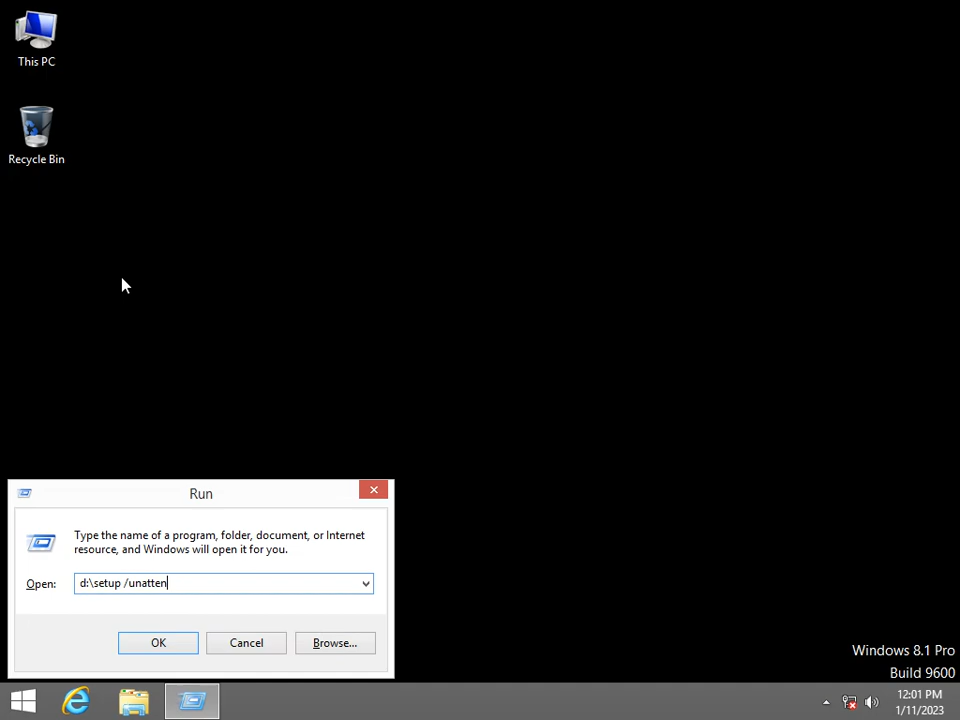 This PC
Recycle Bin
Run
Type the name of a program, folder, document, or Internet
resource, and Windows will open it for you.
Open: d:\setup /unatten
OK Cancel Browse...
Windows 8.1 Pro
Build 9600
12:01 PM
1/11/2023